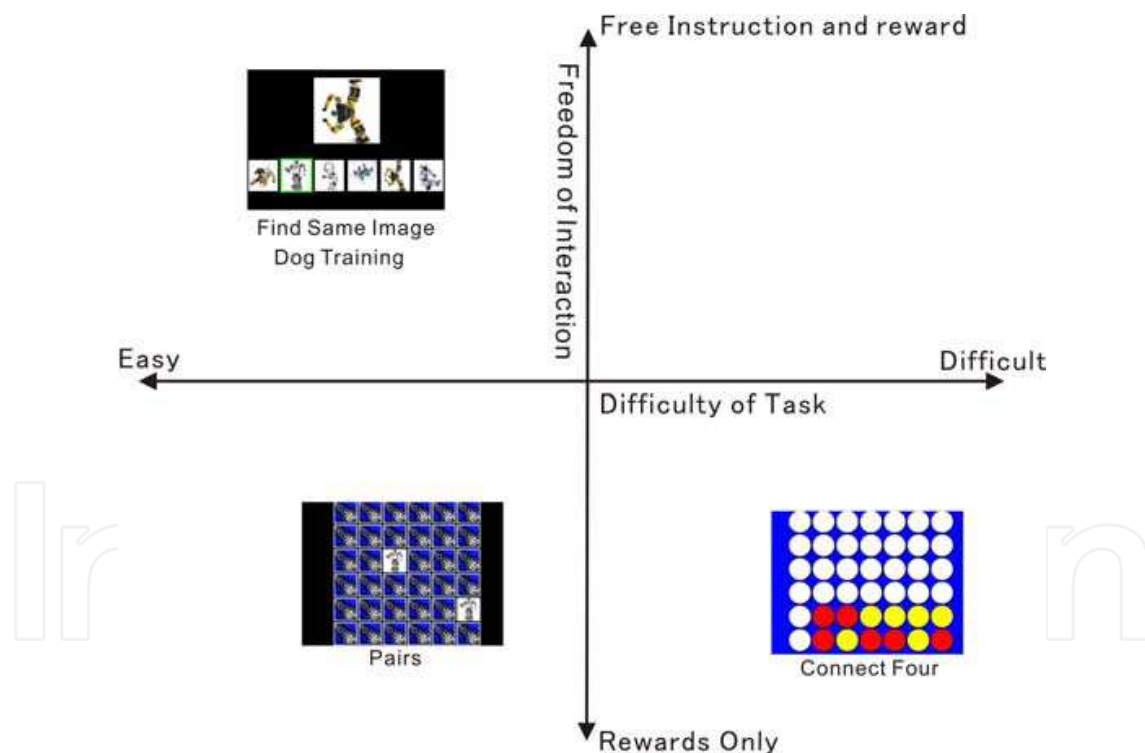 Free Instruction and reward
Freedom of Interaction
Find Same Image
Dog Training
Easy
Difficult
Difficulty of Task
Pairs
Connect Four
Rewards Only